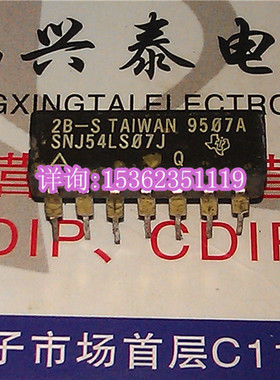 兴泰电
NGXINGTAIELECTRO
2B-S TAIWAN 9507A
SNJ54LS07J
Q
详询:15362351119
DIP、CDIP
子市场首层C1